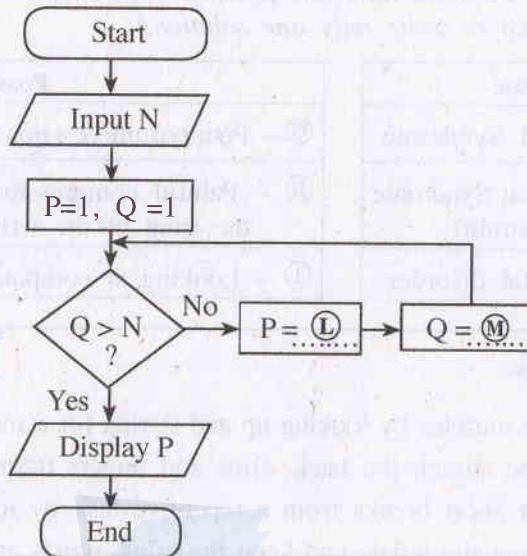 Start
Input N
P=1, Q =1
Q > N
?
No
P = Ⓛ
Q = Ⓜ
Yes
Display P
End